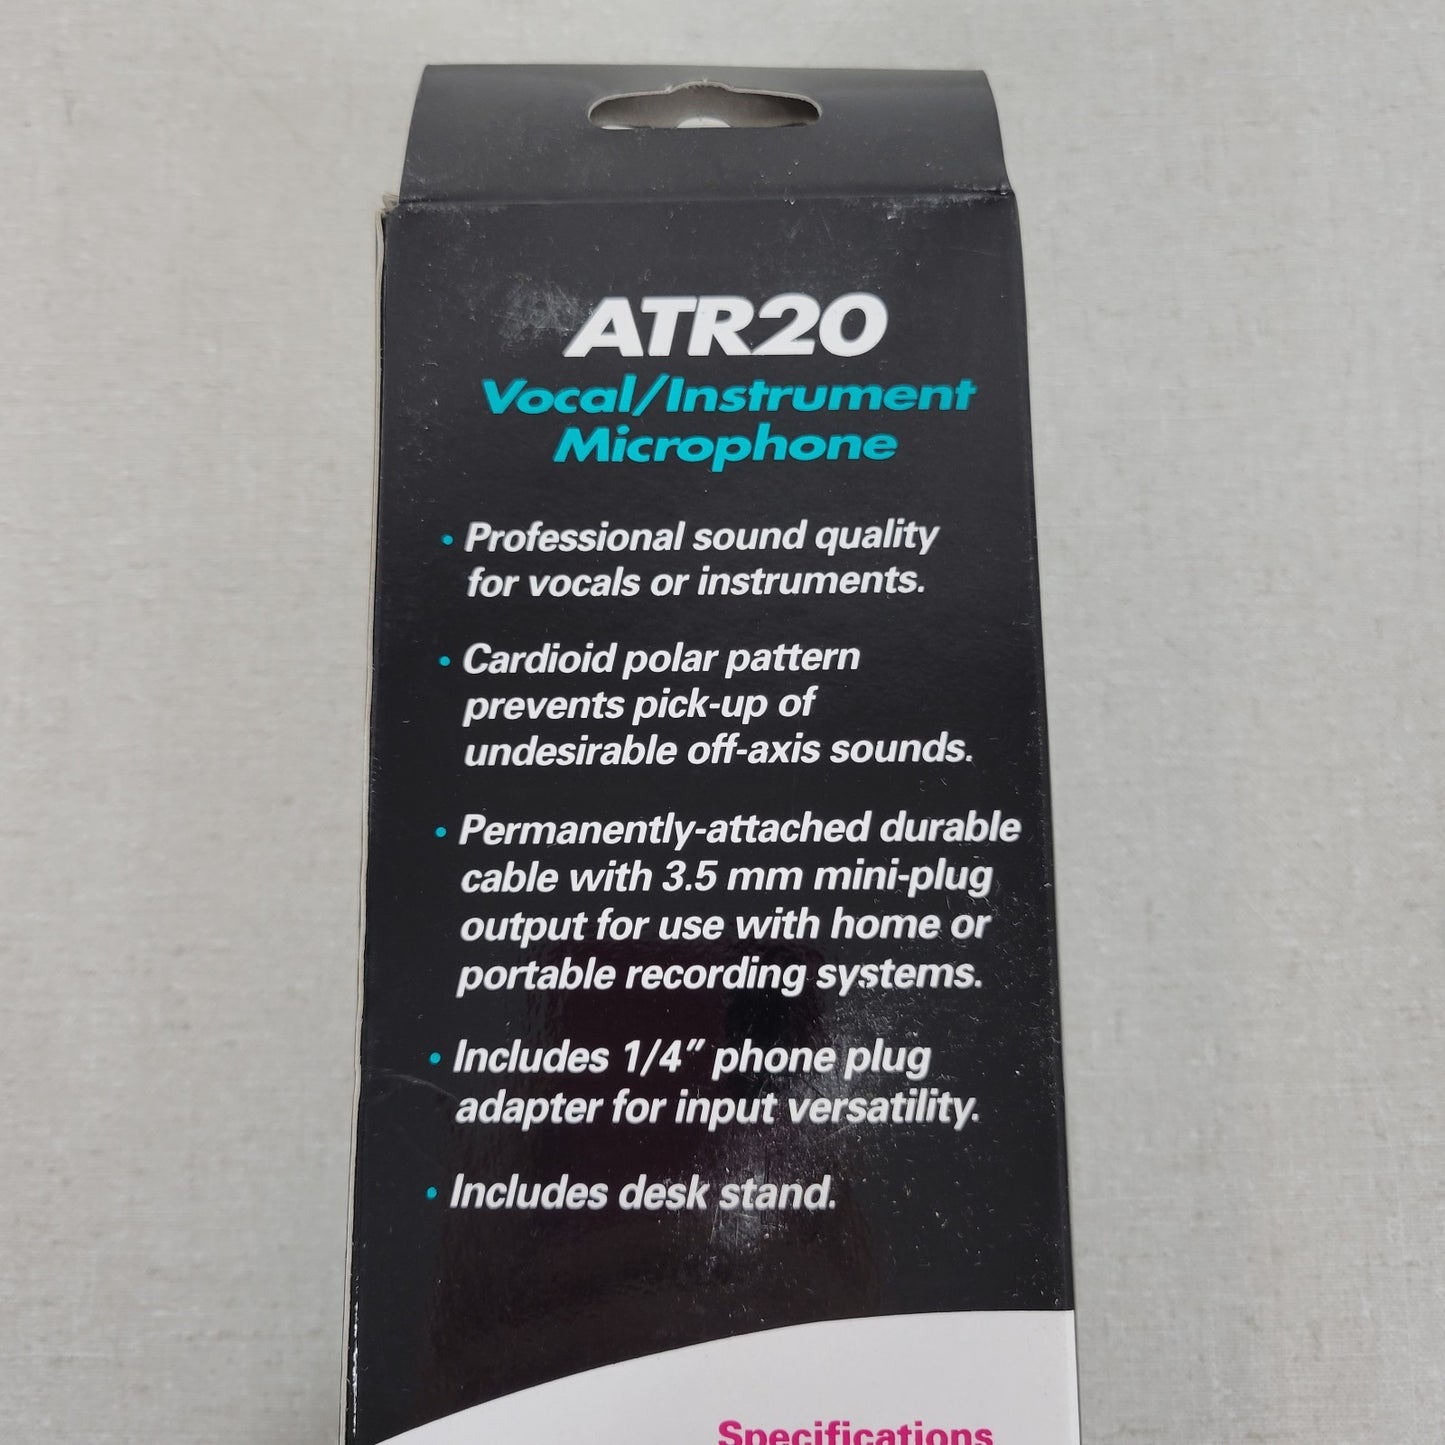 ATR20
Vocal/Instrument
Microphone
• Professional sound quality
for vocals or instruments.
• Cardioid polar pattern
prevents pick-up of
undesirable off-axis sounds.
• Permanently-attached durable
cable with 3.5 mm mini-plug
output for use with home or
portable recording systems.
• Includes 1/4” phone plug
adapter for input versatility.
• Includes desk stand.
Specifications